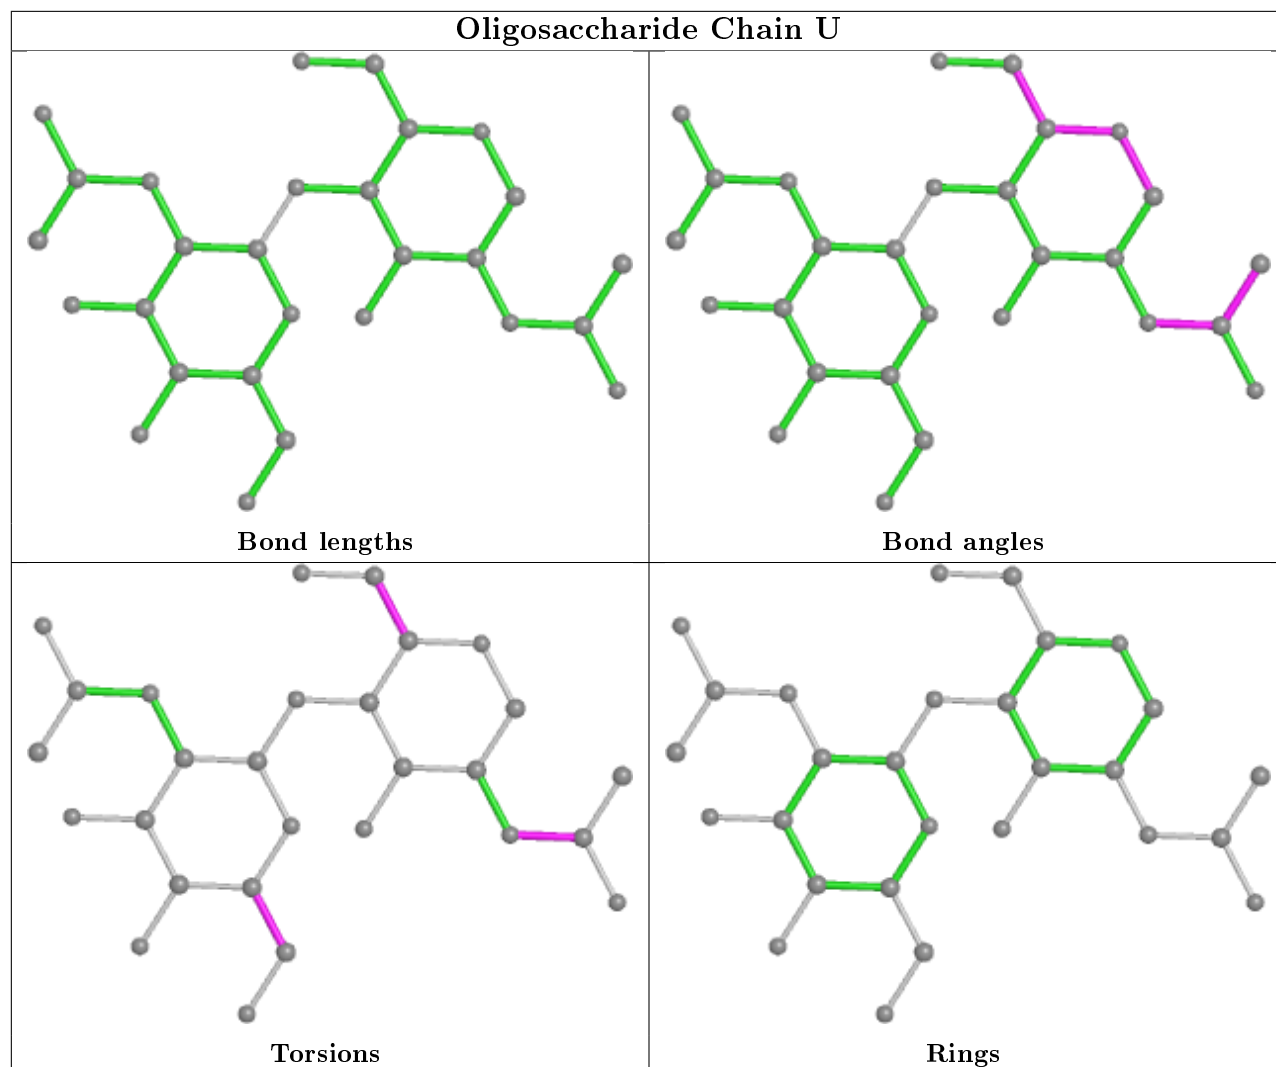 Oligosaccharide Chain U
Bond lengths
Bond angles
Torsions
Rings